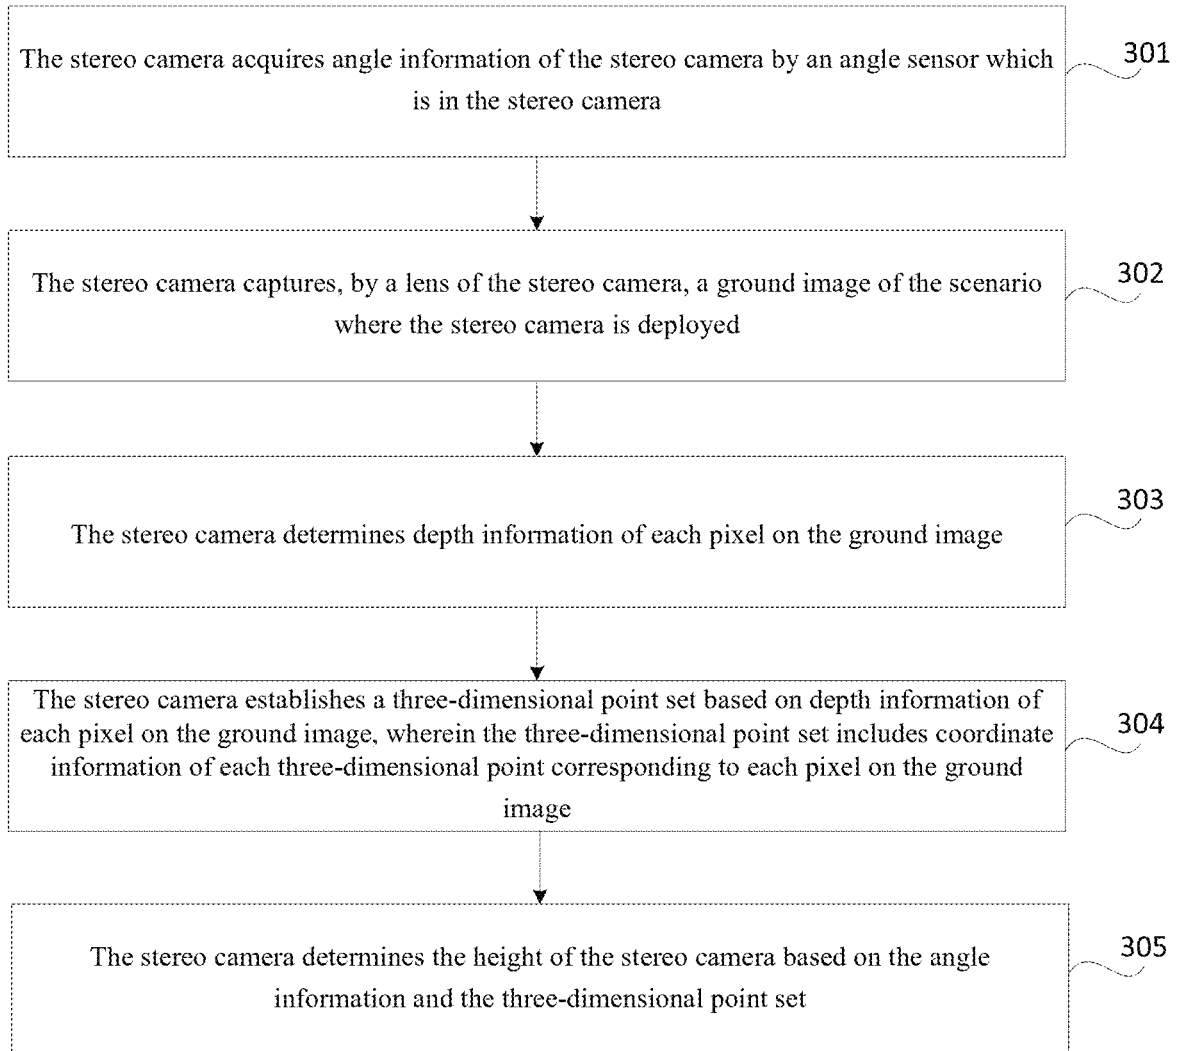 The stereo camera acquires angle information of the stereo camera by an angle sensor which
is in the stereo camera
301
The stereo camera captures, by a lens of the stereo camera, a ground image of the scenario
where the stereo camera is deployed
302
The stereo camera determines depth information of each pixel on the ground image
303
The stereo camera establishes a three-dimensional point set based on depth information of
each pixel on the ground image, wherein the three-dimensional point set includes coordinate
information of each three-dimensional point corresponding to each pixel on the ground
image
304
The stereo camera determines the height of the stereo camera based on the angle
information and the three-dimensional point set
305